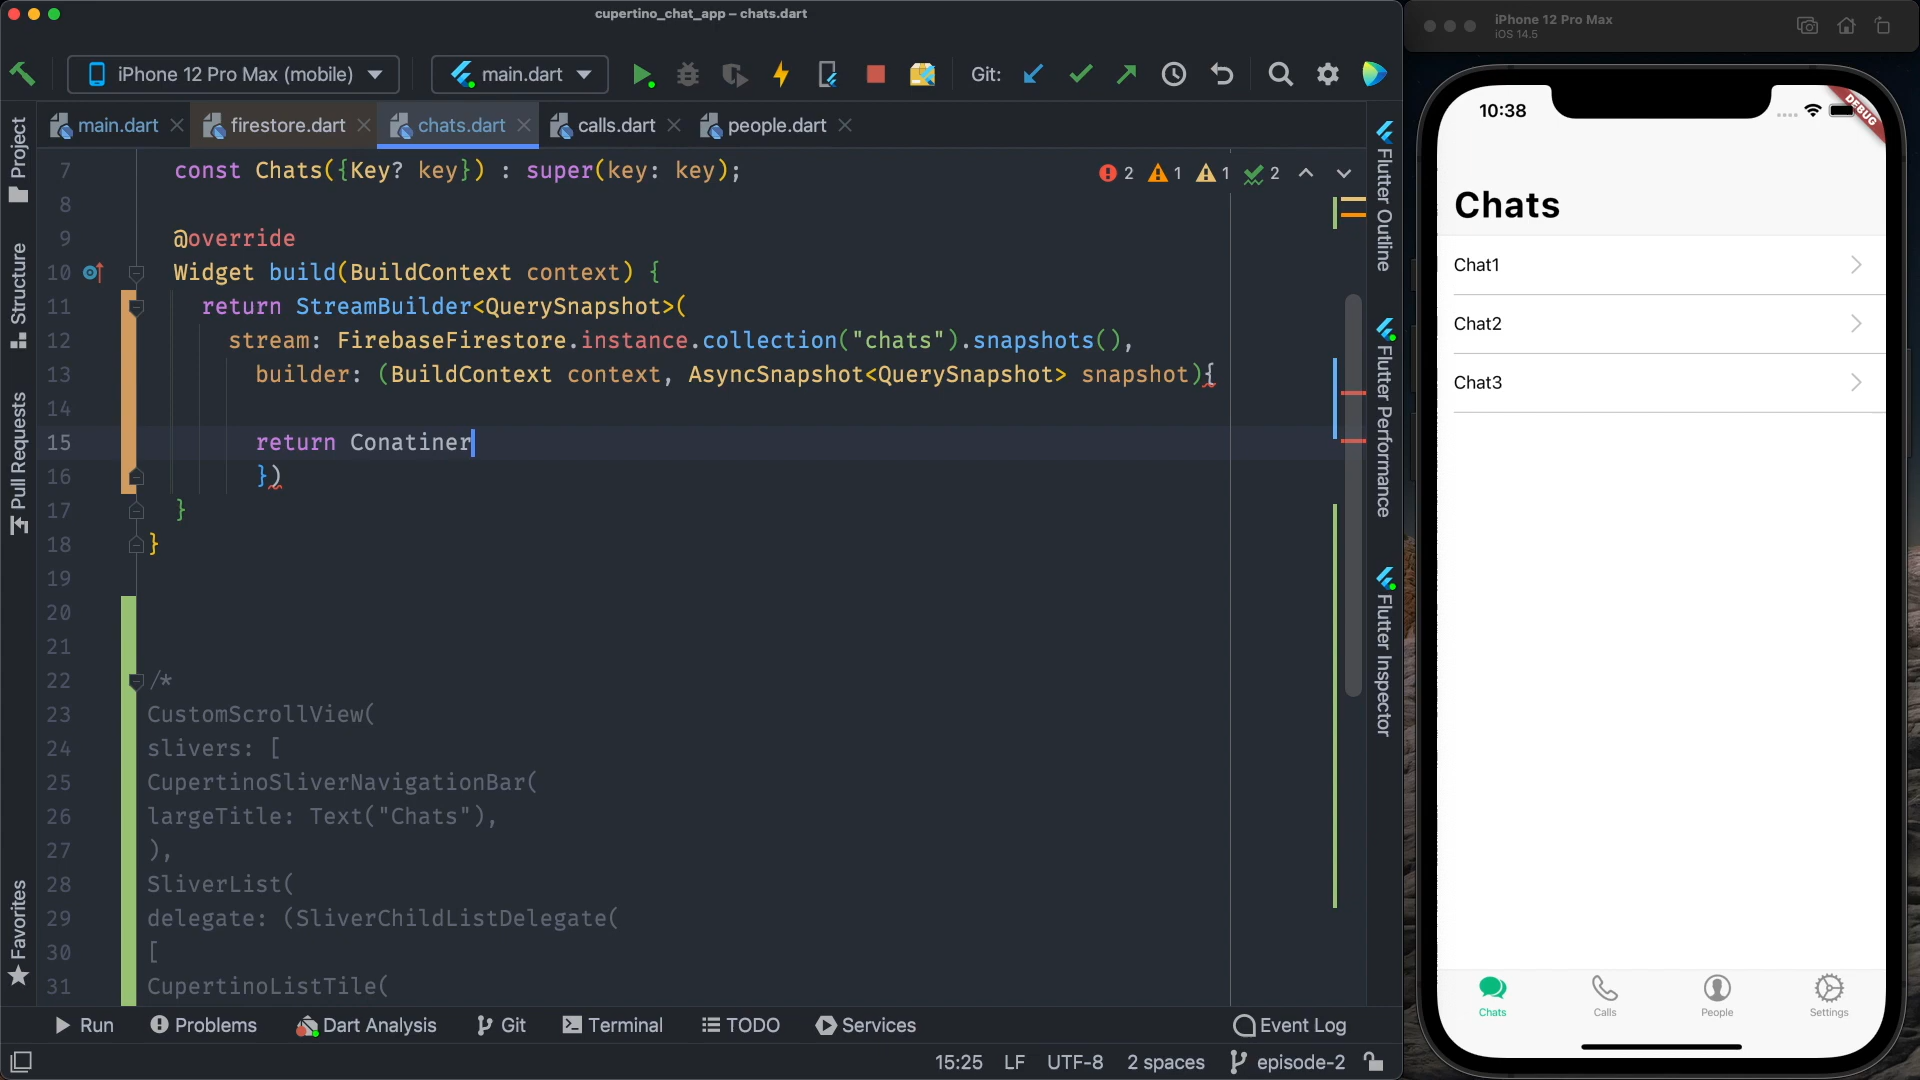 cupertino_chat_app – chats.dart
iPhone 12 Pro Max (mobile)
main.dart
Git:
main.dart
firestore.dart
chats.dart
calls.dart
people.dart
Project
Structure
Pull Requests
Favorites
2 1 1 2
7 const Chats({Key? key}) : super(key: key);
8
9 @override
10 Widget build(BuildContext context) {
11 return StreamBuilder<QuerySnapshot>(
12 stream: FirebaseFirestore.instance.collection("chats").snapshots(),
13 builder: (BuildContext context, AsyncSnapshot<QuerySnapshot> snapshot){
14
15 return Conatiner
16 })
17 }
18 }
19
20
21
22 /*
23 CustomScrollView(
24 slivers: [
25 CupertinoSliverNavigationBar(
26 largeTitle: Text("Chats"),
27 ),
28 SliverList(
29 delegate: (SliverChildListDelegate(
30 [
31 CupertinoListTile(
Flutter Outline
Flutter Performance
Flutter Inspector
Run
Problems
Dart Analysis
Git
Terminal
TODO
Services
Event Log
15:25 LF UTF-8 2 spaces episode-2
iPhone 12 Pro Max
iOS 14.5
10:38
DEBUG
Chats
Chat1
Chat2
Chat3
Chats
Calls
People
Settings